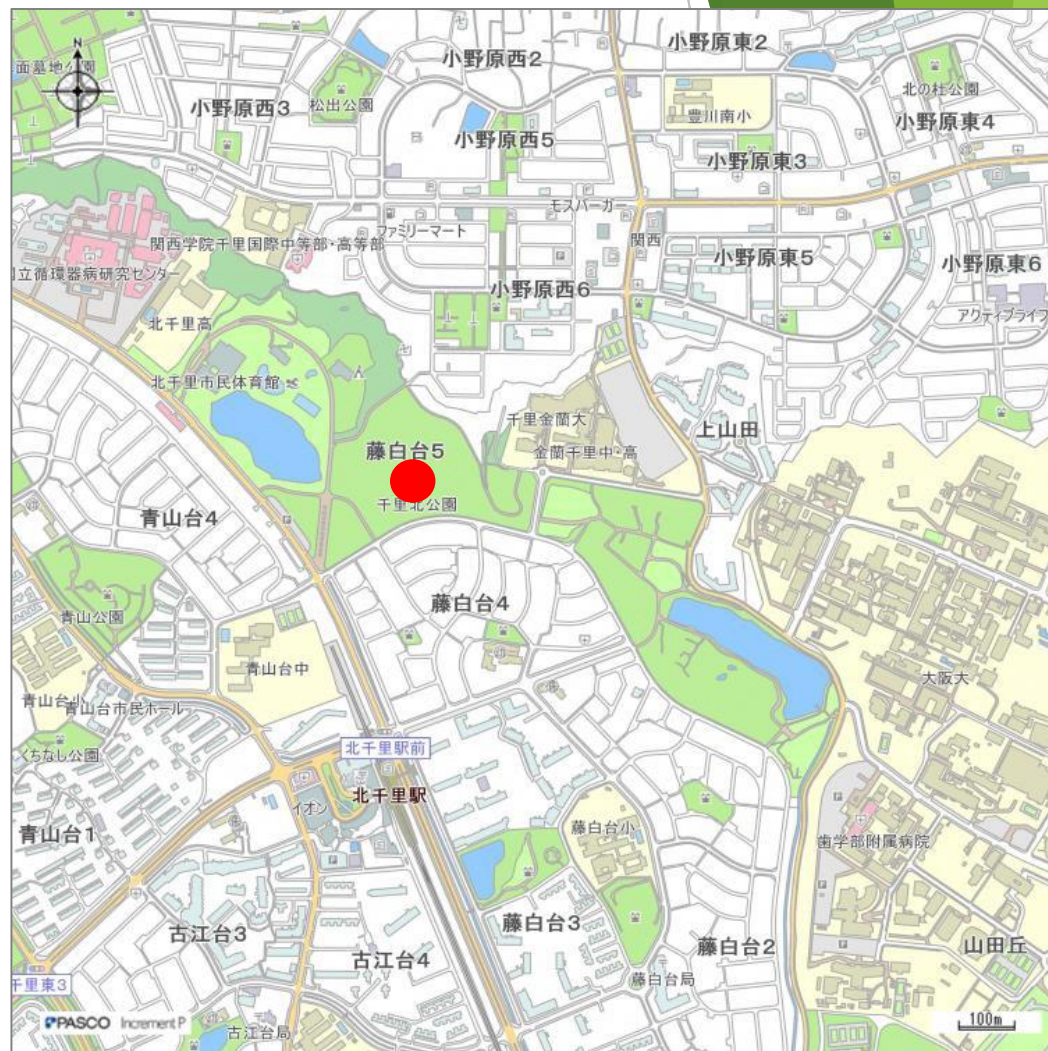 N
小野原西2
小野原東2
面墓地公園
小野原西3
松出公園
豊川南小
北の杜公園
小野原東4
小野原西5
小野原東3
モスバーガー
ファミリーマート
関西
関西学院千里国際中等部・高等部
国立循環器病研究センター
小野原東5
小野原東6
小野原西6
アクティブライフ
北千里高
北千里市民体育館
千里金蘭大
上山田
金蘭千里中・高
藤白台5
千里北公園
青山台4
藤白台4
青山公園
青山台中
大阪大
青山台小
青山台市民ホール
くちなし公園
北千里駅前
北千里駅
イオン
青山台1
藤白台小
歯学部附属病院
古江台3
藤白台3
藤白台2
古江台4
山田丘
藤白台局
千里東3
PASCO Increment P
古江台局
100m